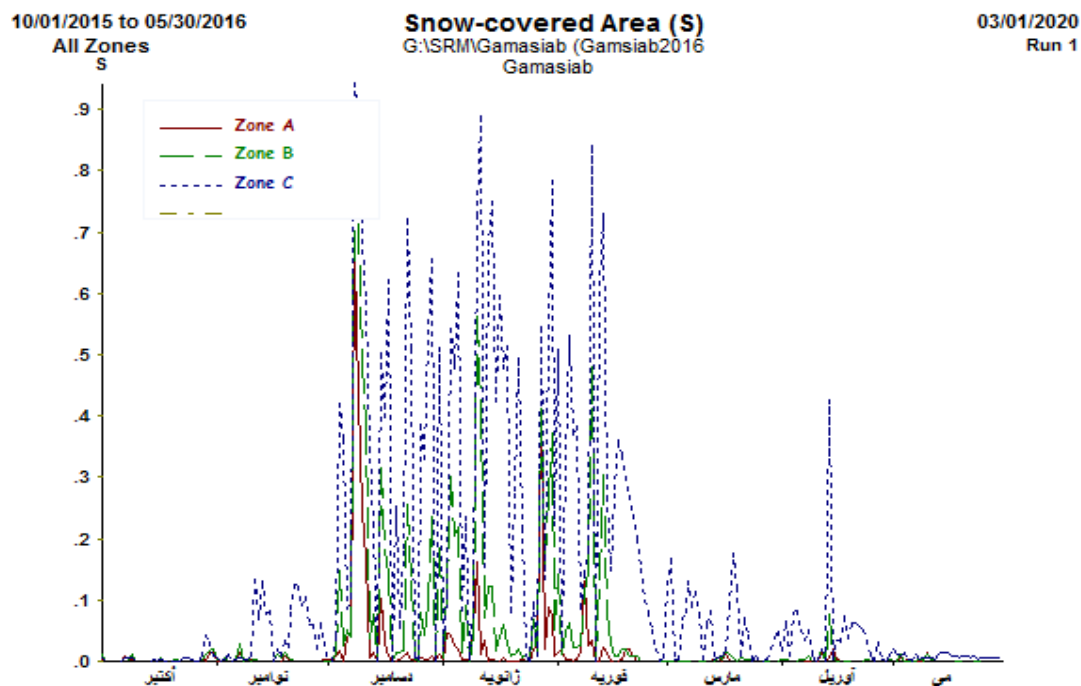 10/01/2015 to 05/30/2016
Snow-covered Area (S)
03/01/2020
All Zones
G:\SRM\Gamasiab (Gamsiab2016
Run 1
Gamasiab
S
Zone A
Zone B
Zone C
.9
.8
.7
.6
.5
.4
.3
.2
.1
.0
أكتبر
نوامبر
دسامبر
ژانویه
فوریه
مارس
آوریل
می